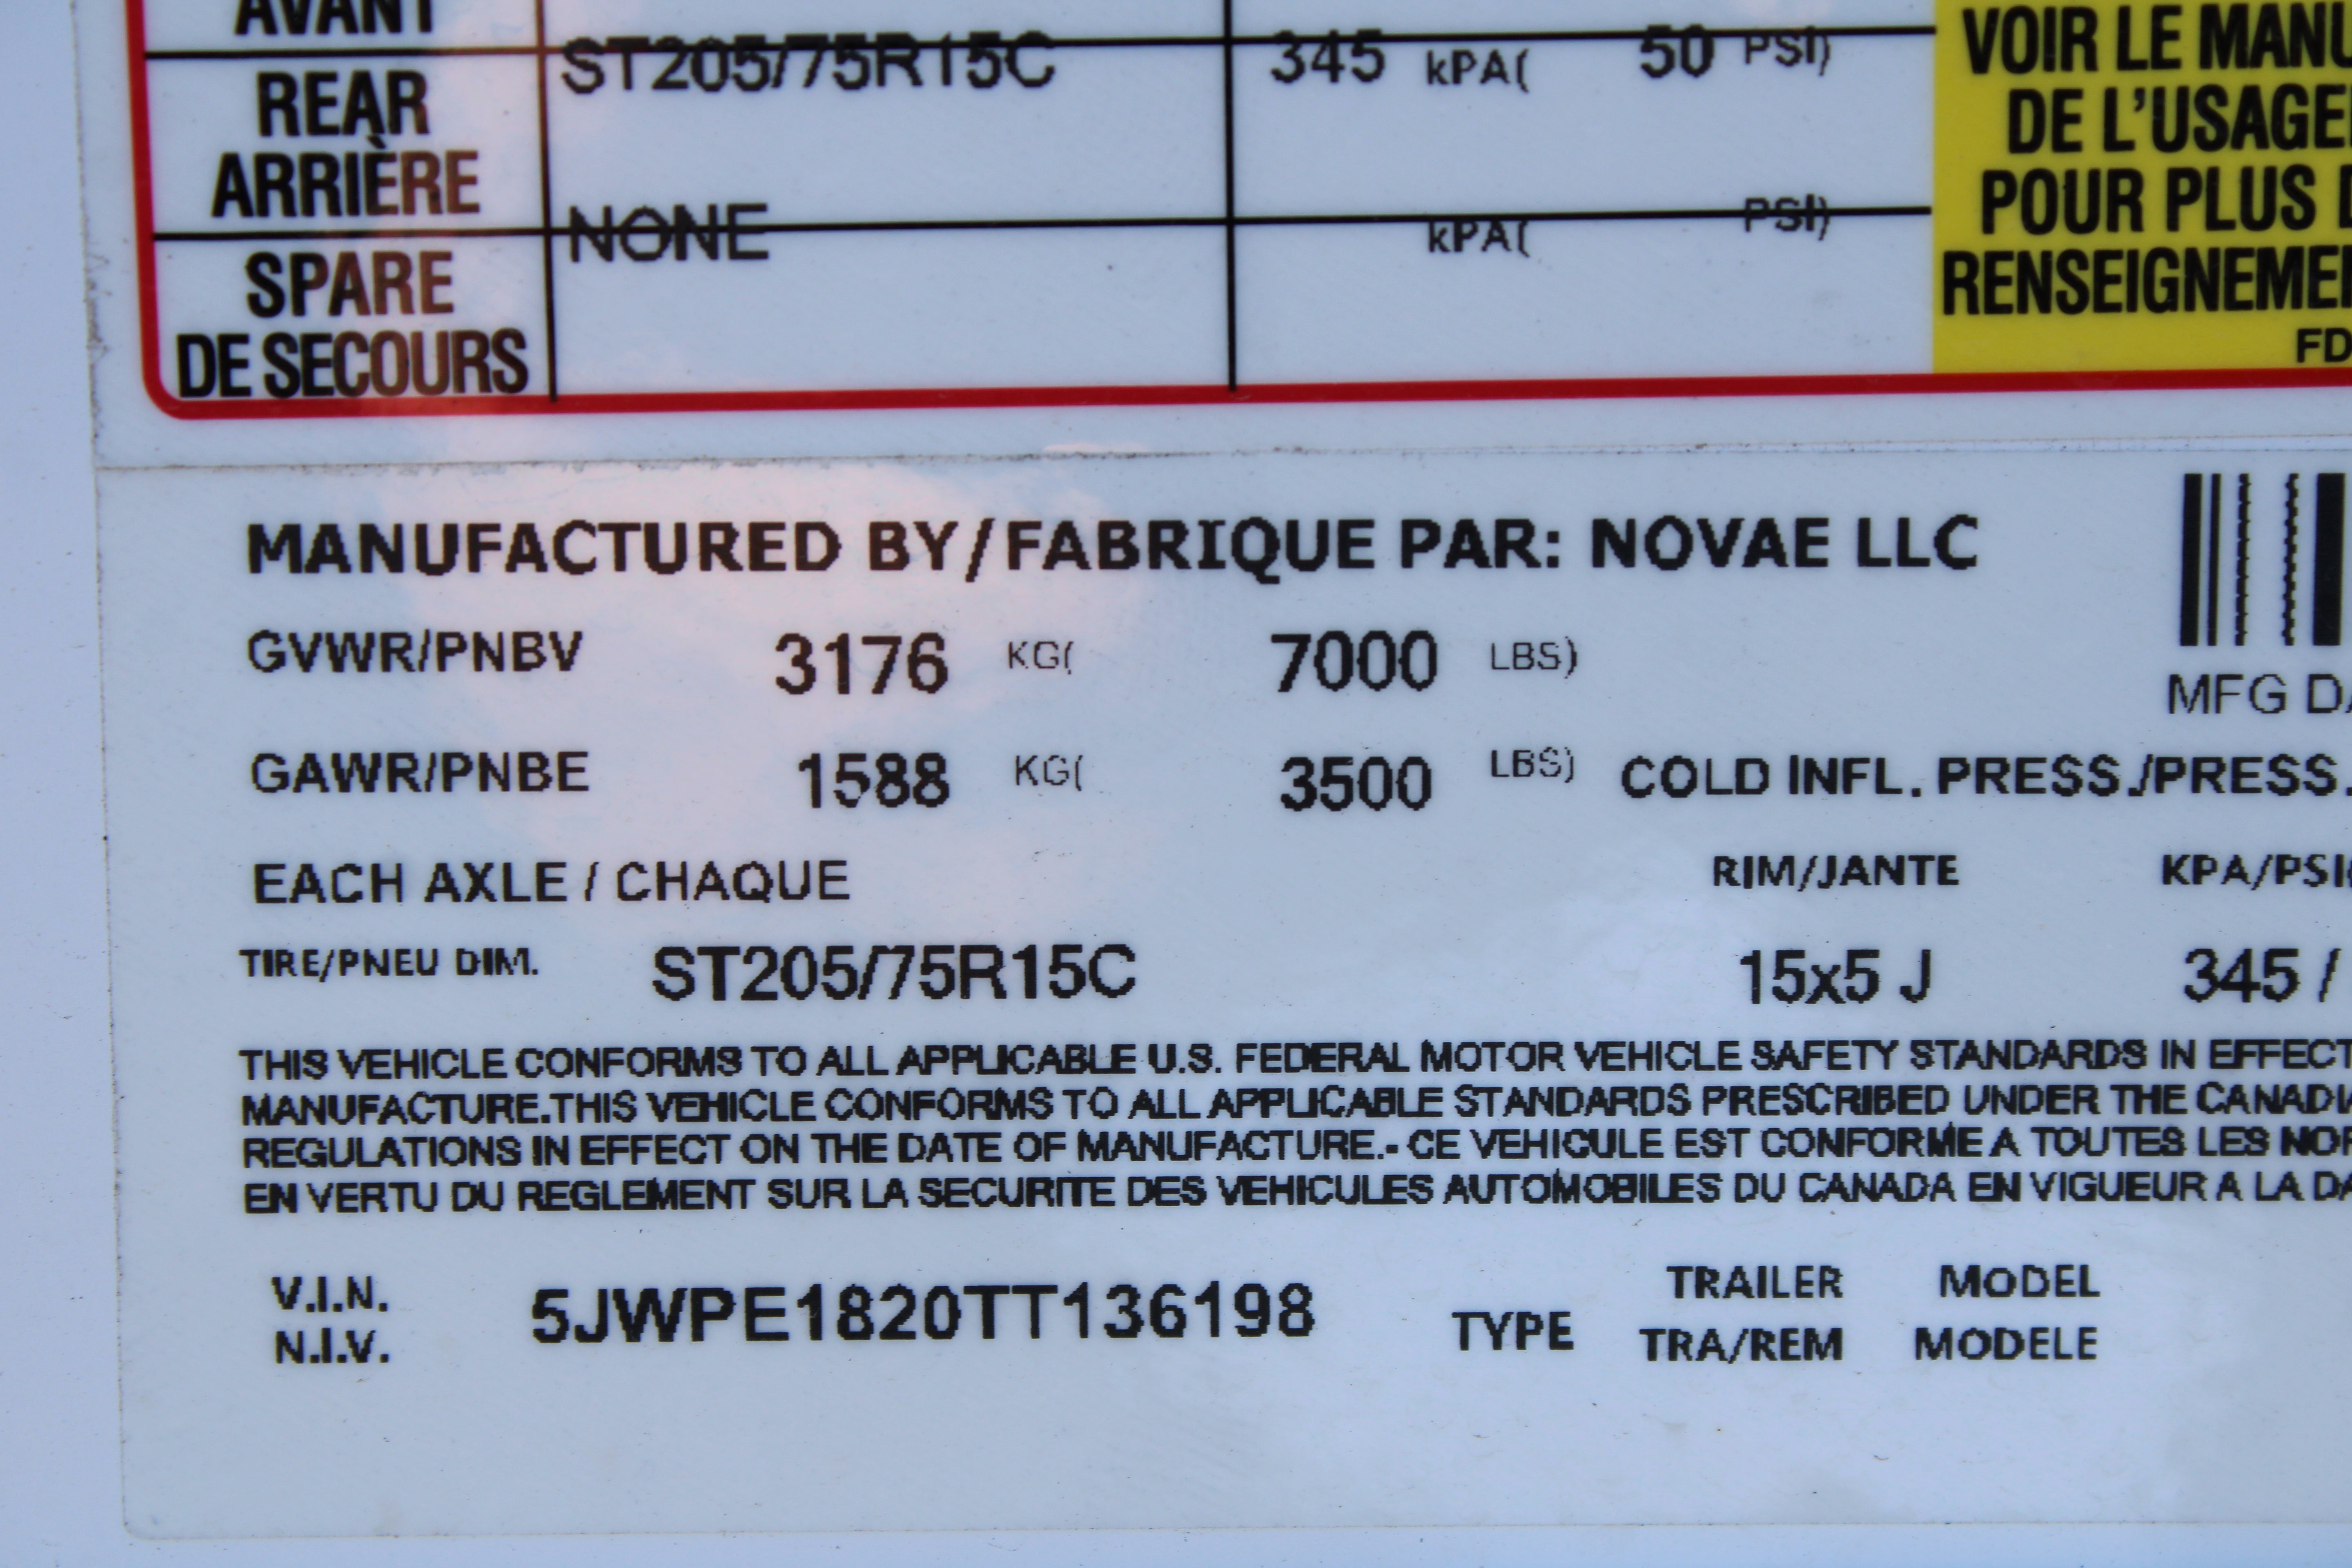 AVANT
ST205/75R15C 345 kPA( 50 PSI)
REAR
ARRIÈRE
NONE kPA( PSI)
SPARE
DE SECOURS
VOIR LE MANU
DE L'USAGE
POUR PLUS D
RENSEIGNEME
FD
MANUFACTURED BY/FABRIQUE PAR: NOVAE LLC
GVWR/PNBV 3176 KG( 7000 LBS)
MFG DA
GAWR/PNBE 1588 KG( 3500 LBS) COLD INFL. PRESS./PRESS.
EACH AXLE / CHAQUE RIM/JANTE KPA/PSI(
TIRE/PNEU DIM. ST205/75R15C 15x5 J 345 /
THIS VEHICLE CONFORMS TO ALL APPLICABLE U.S. FEDERAL MOTOR VEHICLE SAFETY STANDARDS IN EFFECT
MANUFACTURE.THIS VEHICLE CONFORMS TO ALL APPLICABLE STANDARDS PRESCRIBED UNDER THE CANADIA
REGULATIONS IN EFFECT ON THE DATE OF MANUFACTURE.- CE VEHICULE EST CONFORME A TOUTES LES NOR
EN VERTU DU REGLEMENT SUR LA SECURITE DES VEHICULES AUTOMOBILES DU CANADA EN VIGUEUR A LA DA
V.I.N. 5JWPE1820TT136198 TYPE TRAILER MODEL
N.I.V. TRA/REM MODELE